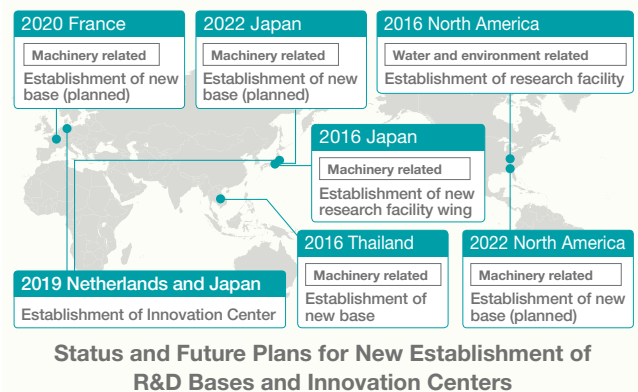 2020 France
Machinery related
Establishment of new
base (planned)
2022 Japan
Machinery related
Establishment of new
base (planned)
2016 North America
Water and environment related
Establishment of research facility
2016 Japan
Machinery related
Establishment of new
research facility wing
2016 Thailand
Machinery related
Establishment of
new base
2022 North America
Machinery related
Establishment of new
base (planned)
2019 Netherlands and Japan
Establishment of Innovation Center
Status and Future Plans for New Establishment of
R&D Bases and Innovation Centers